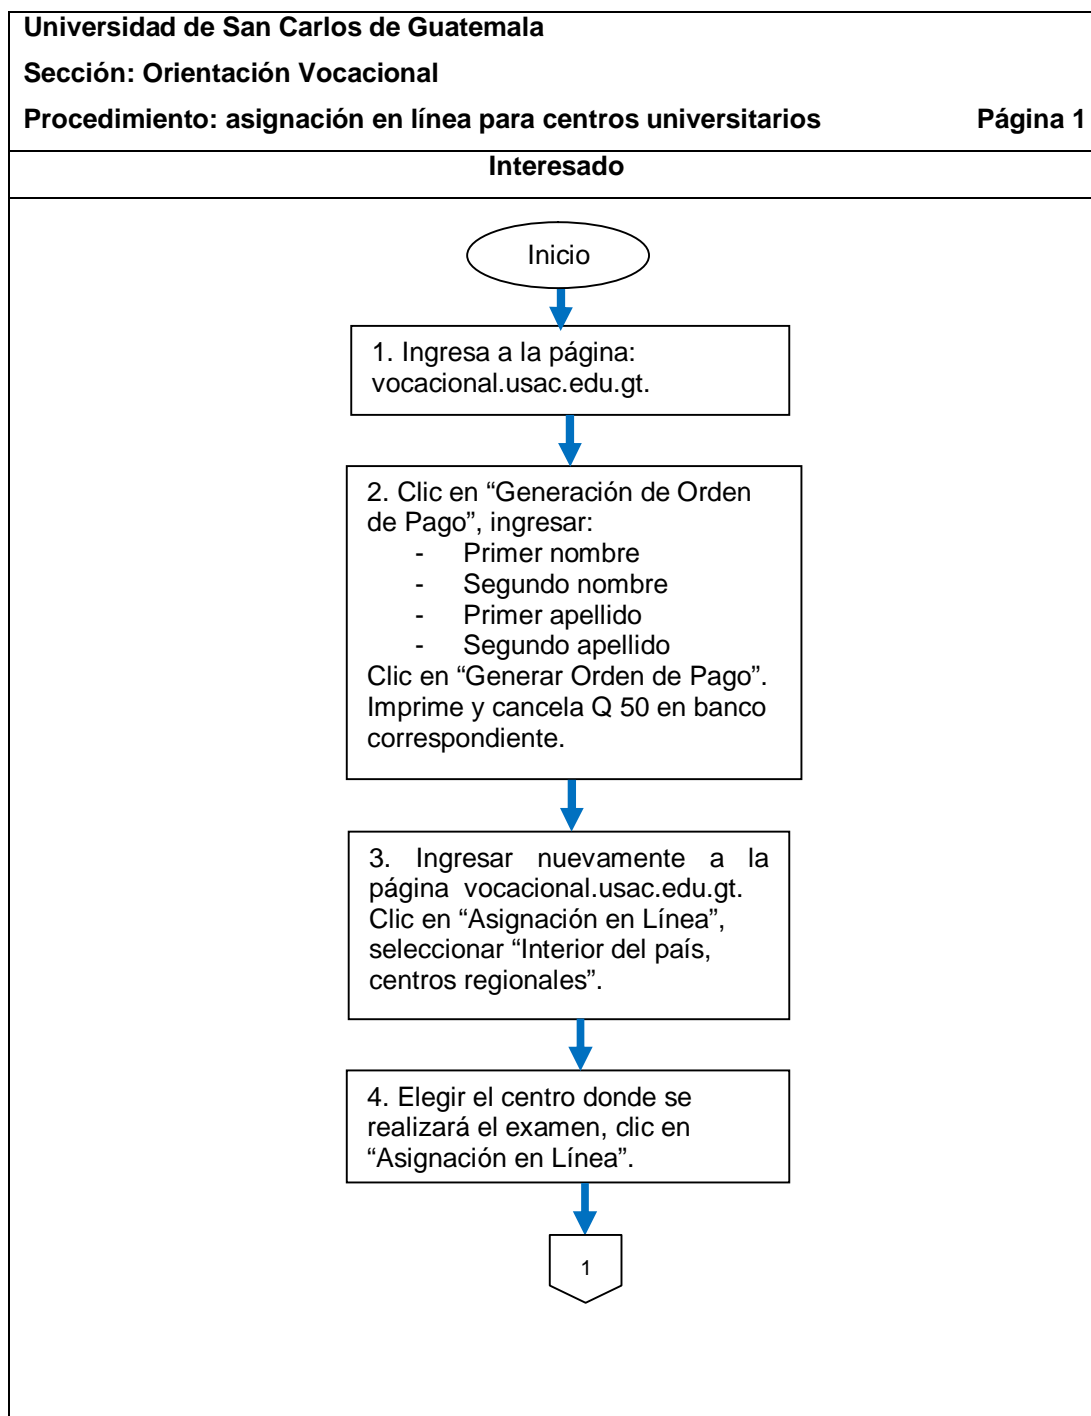 Universidad de San Carlos de Guatemala
Sección: Orientación Vocacional
Procedimiento: asignación en línea para centros universitarios Página 1
Interesado
Inicio
1. Ingresa a la página:
vocacional.usac.edu.gt.
2. Clic en “Generación de Orden
de Pago”, ingresar:
- Primer nombre
- Segundo nombre
- Primer apellido
- Segundo apellido
Clic en “Generar Orden de Pago”.
Imprime y cancela Q 50 en banco
correspondiente.
3. Ingresar nuevamente a la
página vocacional.usac.edu.gt.
Clic en “Asignación en Línea”,
seleccionar “Interior del país,
centros regionales”.
4. Elegir el centro donde se
realizará el examen, clic en
“Asignación en Línea”.
1